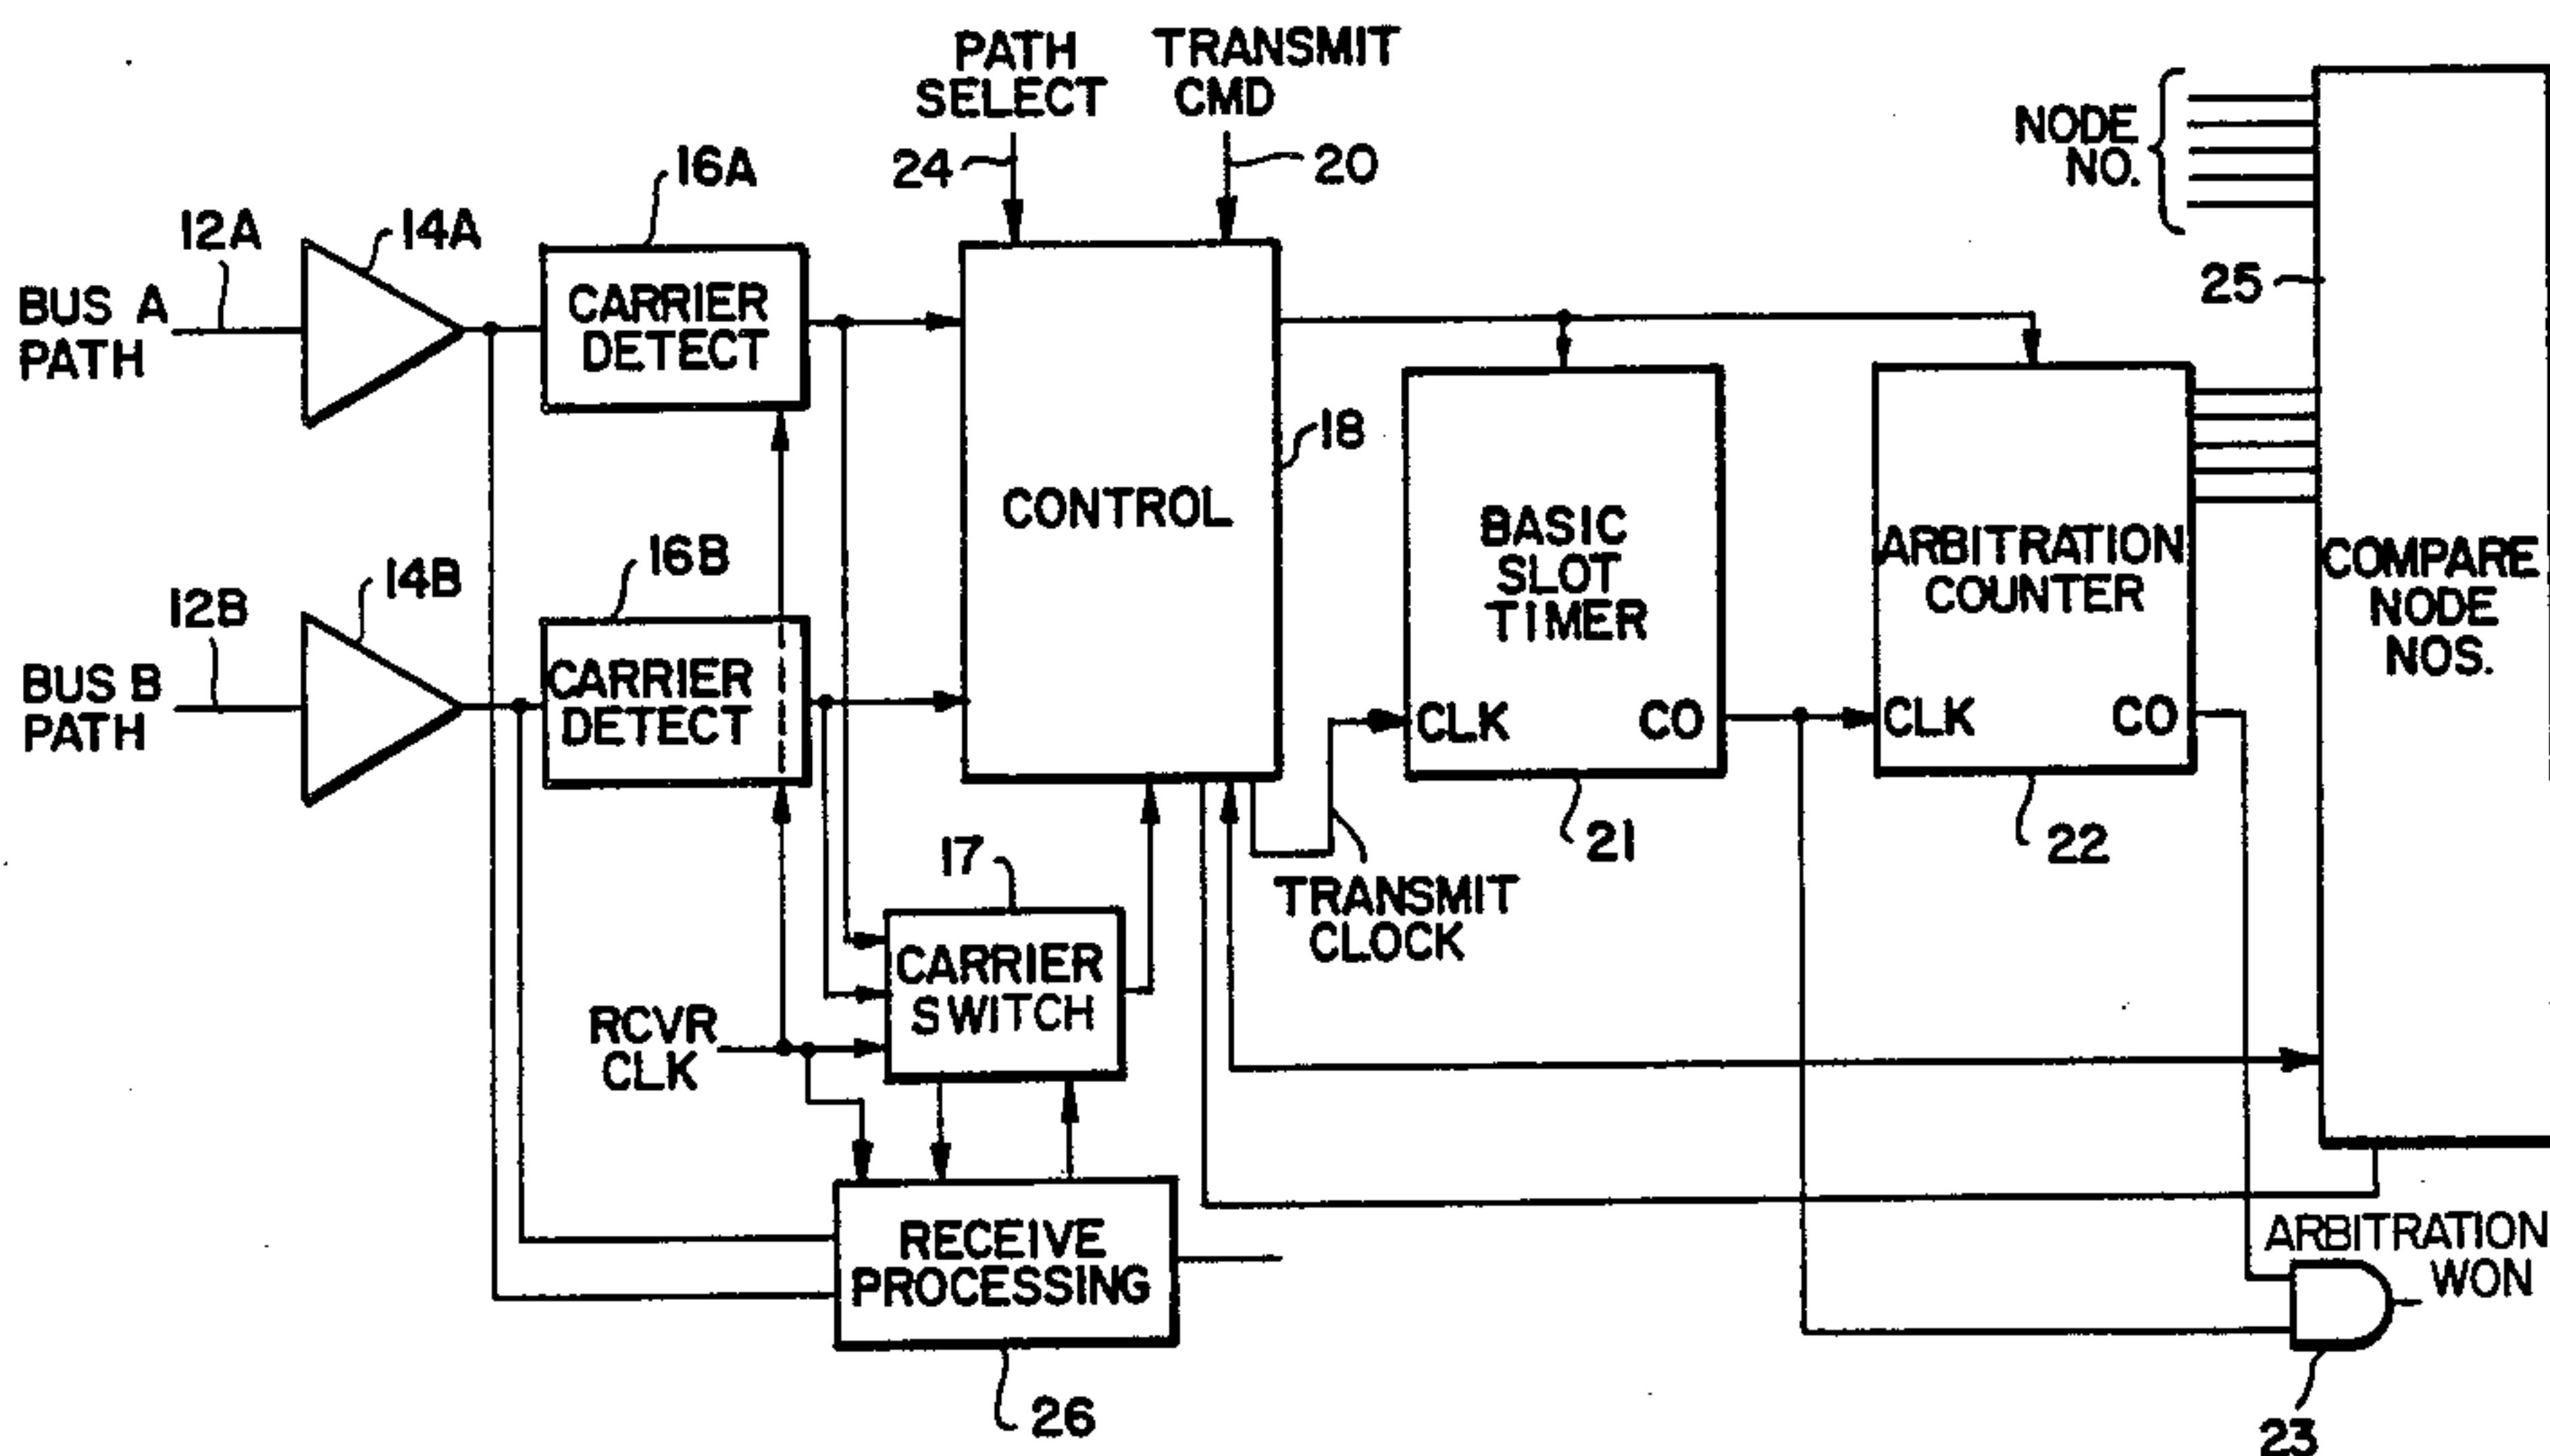 PATH
SELECT
TRANSMIT
CMD
24
20
NODE
NO.
16A
12A
14A
25
BUS A
PATH
CARRIER
DETECT
18
CONTROL
BASIC
SLOT
TIMER
ARBITRATION
COUNTER
COMPARE
NODE
NOS.
16B
14B
12B
BUS B
PATH
CARRIER
DETECT
CLK
CO
CLK
CO
17
21
22
TRANSMIT
CLOCK
CARRIER
SWITCH
RCVR
CLK
RECEIVE
PROCESSING
ARBITRATION
WON
26
23